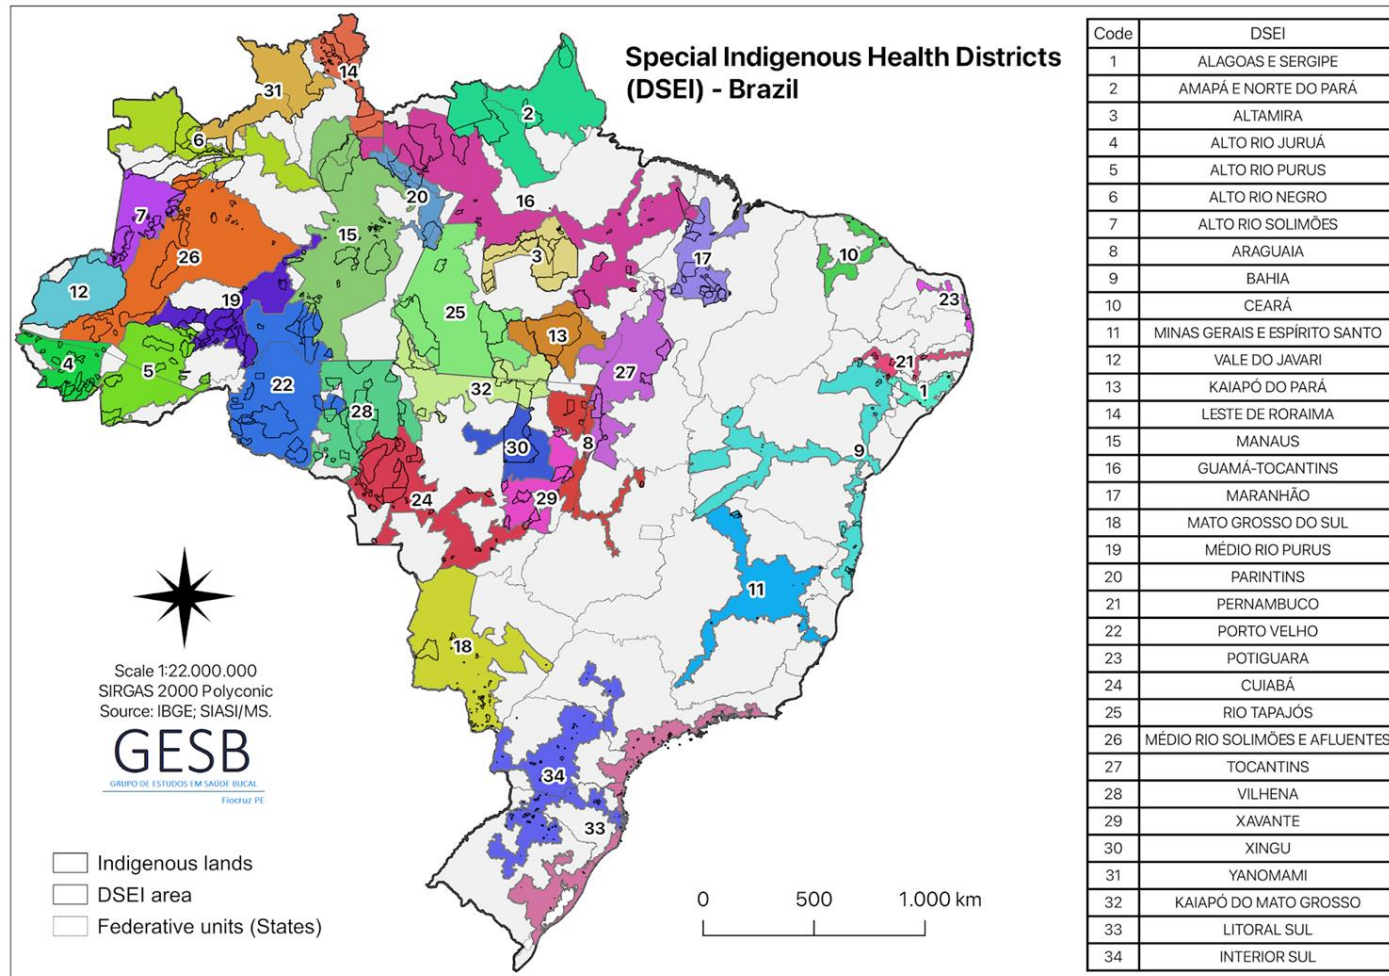 Special Indigenous Health Districts
(DSEI) - Brazil
31
14
2
6
20
16
7
15
26
3
17
10
12
19
25
23
13
4
5
22
27
21
32
28
1
8
30
9
24
29
11
18
34
33
Scale 1:22.000.000
SIRGAS 2000 Polyconic
Source: IBGE; SIASI/MS.
GESB
GRUPO DE ESTUDOS EM SAÚDE BUCAL
Fiocruz PE
Indigenous lands
DSEI area
Federative units (States)
0 500 1.000 km
Code DSEI
1 ALAGOAS E SERGIPE
2 AMAPÁ E NORTE DO PARÁ
3 ALTAMIRA
4 ALTO RIO JURUÁ
5 ALTO RIO PURUS
6 ALTO RIO NEGRO
7 ALTO RIO SOLIMÕES
8 ARAGUAIA
9 BAHIA
10 CEARÁ
11 MINAS GERAIS E ESPÍRITO SANTO
12 VALE DO JAVARI
13 KAIAPÓ DO PARÁ
14 LESTE DE RORAIMA
15 MANAUS
16 GUAMÁ-TOCANTINS
17 MARANHÃO
18 MATO GROSSO DO SUL
19 MÉDIO RIO PURUS
20 PARINTINS
21 PERNAMBUCO
22 PORTO VELHO
23 POTIGUARA
24 CUIABÁ
25 RIO TAPAJÓS
26 MÉDIO RIO SOLIMÕES E AFLUENTES
27 TOCANTINS
28 VILHENA
29 XAVANTE
30 XINGU
31 YANOMAMI
32 KAIAPÓ DO MATO GROSSO
33 LITORAL SUL
34 INTERIOR SUL